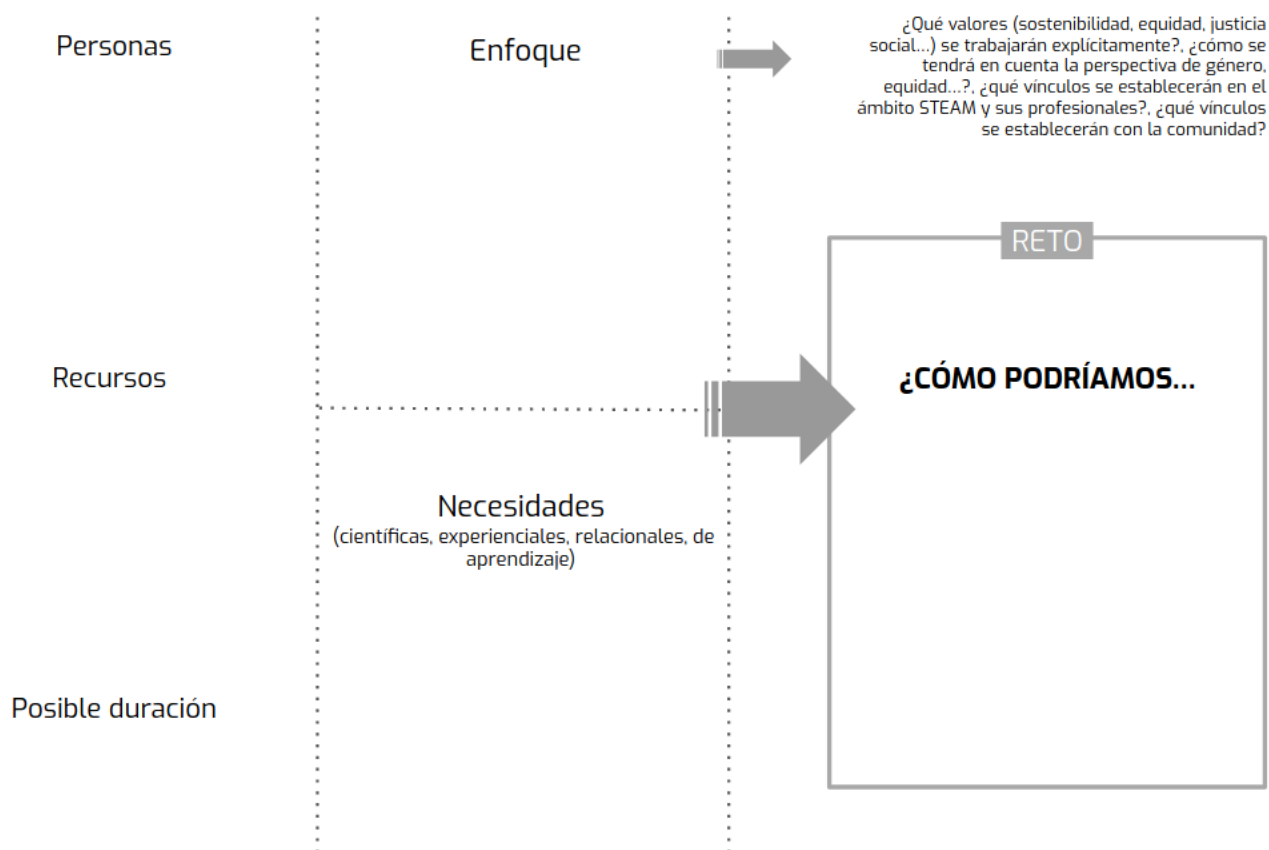 Personas
Recursos
Posible duración
Enfoque
Necesidades
(científicas, experienciales, relacionales, de
aprendizaje)
¿Qué valores (sostenibilidad, equidad, justicia
social...) se trabajarán explícitamente?, ¿cómo se
tendrá en cuenta la perspectiva de género,
equidad...?, ¿qué vínculos se establecerán en el
ámbito STEAM y sus profesionales?, ¿qué vínculos
se establecerán con la comunidad?
RETO
¿CÓMO PODRÍAMOS...